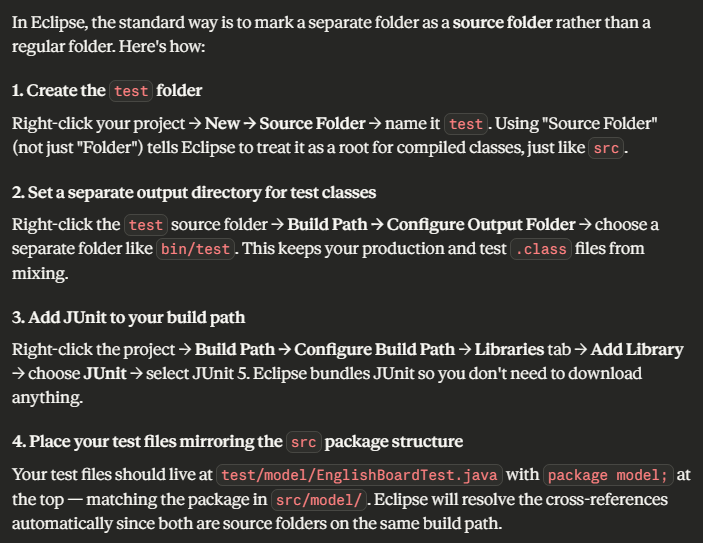 In Eclipse, the standard way is to mark a separate folder as a source folder rather than a
regular folder. Here's how:
1. Create the test folder
Right-click your project → New → Source Folder → name it test. Using "Source Folder"
(not just "Folder") tells Eclipse to treat it as a root for compiled classes, just like src.
2. Set a separate output directory for test classes
Right-click the test source folder → Build Path → Configure Output Folder → choose a
separate folder like bin/test. This keeps your production and test .class files from
mixing.
3. Add JUnit to your build path
Right-click the project → Build Path → Configure Build Path → Libraries tab → Add Library
→ choose JUnit → select JUnit 5. Eclipse bundles JUnit so you don't need to download
anything.
4. Place your test files mirroring the src package structure
Your test files should live at test/model/EnglishBoardTest.java with package model; at
the top — matching the package in src/model/. Eclipse will resolve the cross-references
automatically since both are source folders on the same build path.